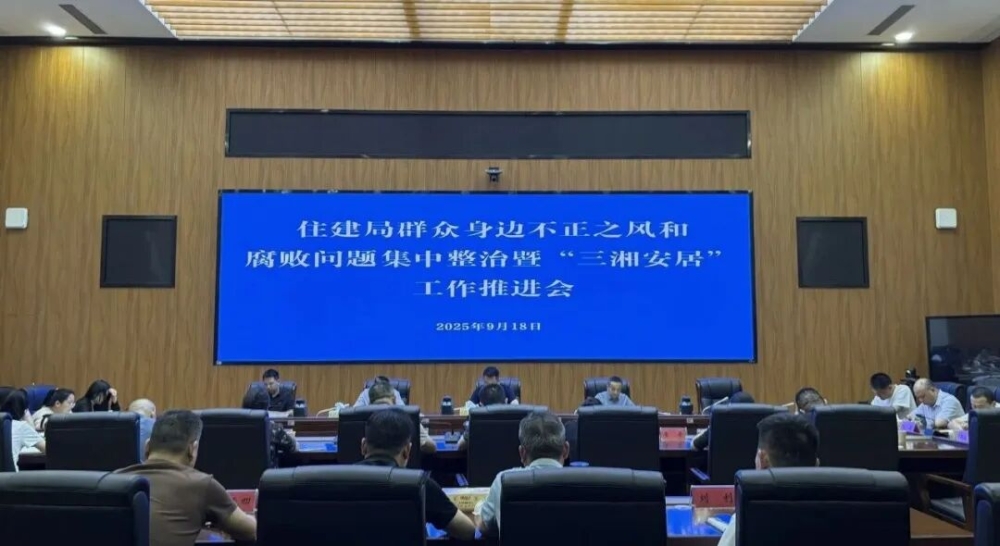 住建局群众身边不正之风和
腐败问题集中整治暨“三湘安居”
工作推进会
2025年9月18日